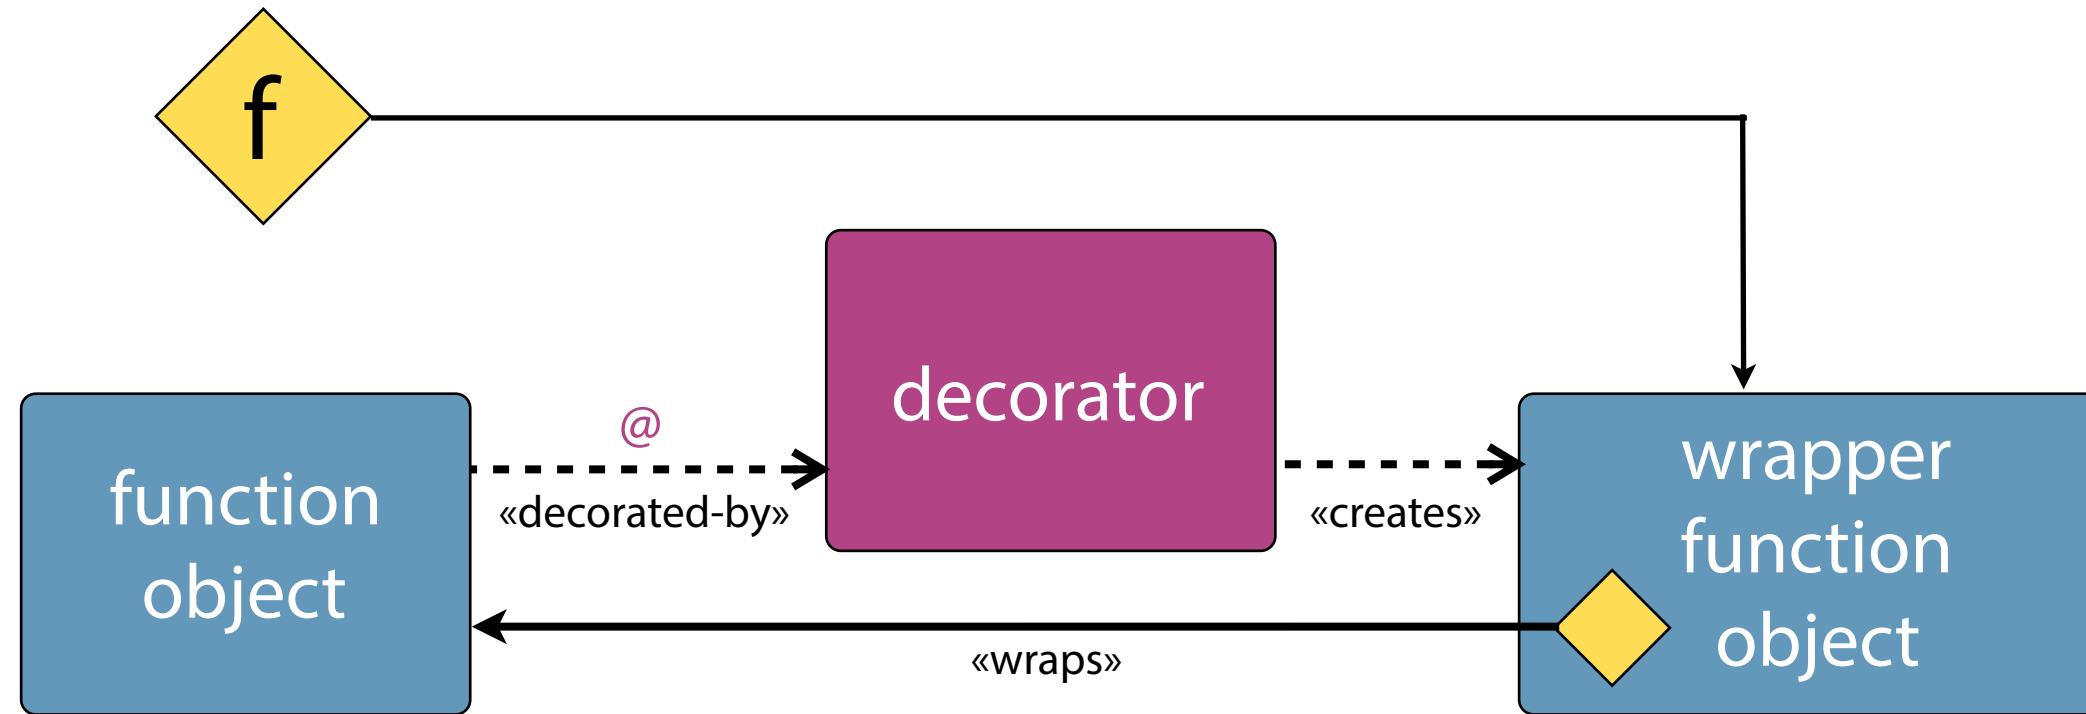 f
function
object
@
«decorated-by»
decorator
«creates»
wrapper
function
object
«wraps»